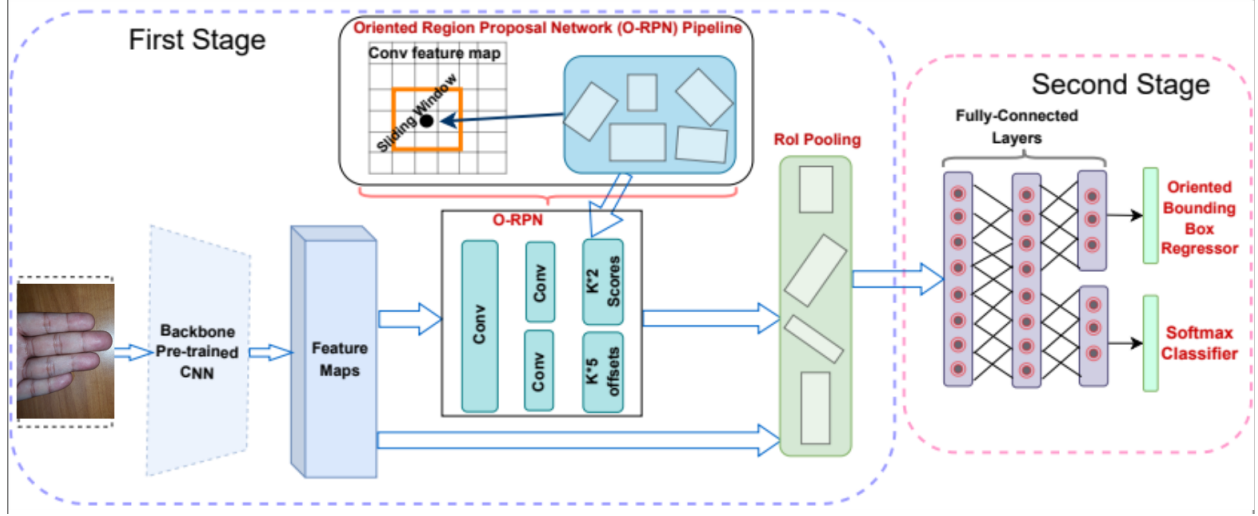 First Stage
Oriented Region Proposal Network (O-RPN) Pipeline
Conv feature map
Sliding Window
O-RPN
Conv
Conv
Conv
K*2
Scores
K*5
offsets
Backbone
Pre-trained
CNN
Feature
Maps
RoI Pooling
Second Stage
Fully-Connected
Layers
Oriented
Bounding
Box
Regressor
Softmax
Classifier